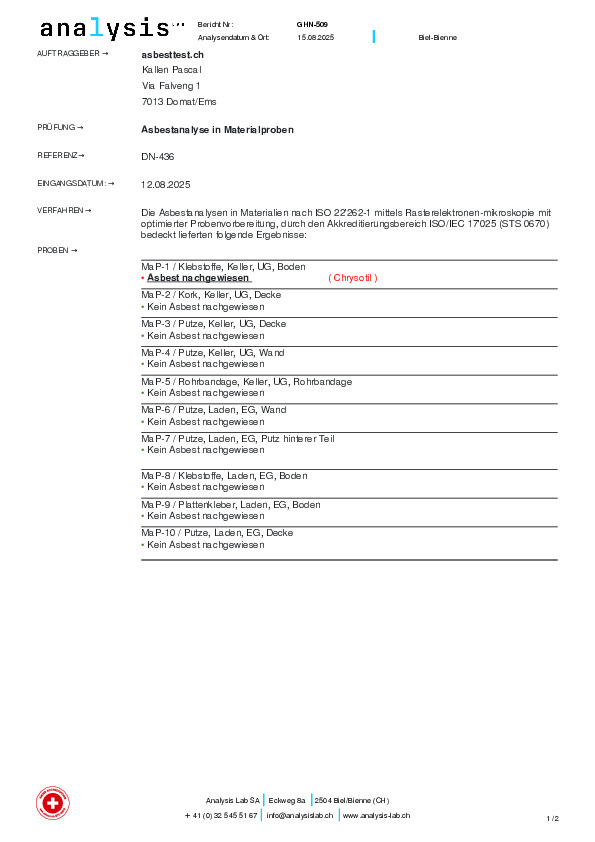 analysis
Bericht Nr: GHN-509
Analysendatum & Ort: 15.08.2025 Biel-Bienne
AUFTRAGGEBER → asbesttest.ch
Kallen Pascal
Via Falveng 1
7013 Domat/Ems
PRÜFUNG → Asbestanalyse in Materialproben
REFERENZ→ DN-436
EINGANGSDATUM: → 12.08.2025
VERFAHREN → Die Asbestanalysen in Materialien nach ISO 22'262-1 mittels Rasterelektronen-mikroskopie mit
optimierter Probenvorbereitung, durch den Akkreditierungsbereich ISO/IEC 17'025 (STS 0670)
bedeckt lieferten folgende Ergebnisse:
PROBEN →
MaP-1 / Klebstoffe, Keller, UG, Boden
• Asbest nachgewiesen ( Chrysotil )
MaP-2 / Kork, Keller, UG, Decke
• Kein Asbest nachgewiesen
MaP-3 / Putze, Keller, UG, Decke
• Kein Asbest nachgewiesen
MaP-4 / Putze, Keller, UG, Wand
• Kein Asbest nachgewiesen
MaP-5 / Rohrbandage, Keller, UG, Rohrbandage
• Kein Asbest nachgewiesen
MaP-6 / Putze, Laden, EG, Wand
• Kein Asbest nachgewiesen
MaP-7 / Putze, Laden, EG, Putz hinterer Teil
• Kein Asbest nachgewiesen
MaP-8 / Klebstoffe, Laden, EG, Boden
• Kein Asbest nachgewiesen
MaP-9 / Plattenkleber, Laden, EG, Boden
• Kein Asbest nachgewiesen
MaP-10 / Putze, Laden, EG, Decke
• Kein Asbest nachgewiesen
Analysis Lab SA | Eckweg 8a | 2504 Biel/Bienne (CH)
+ 41 (0) 32 545 51 67 | info@analysislab.ch | www.analysis-lab.ch
1 / 2